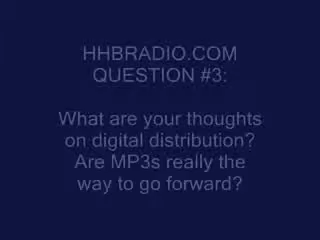 HHBRADIO.COM
QUESTION #3:
What are your thoughts
on digital distribution?
Are MP3s really the
way to go forward?